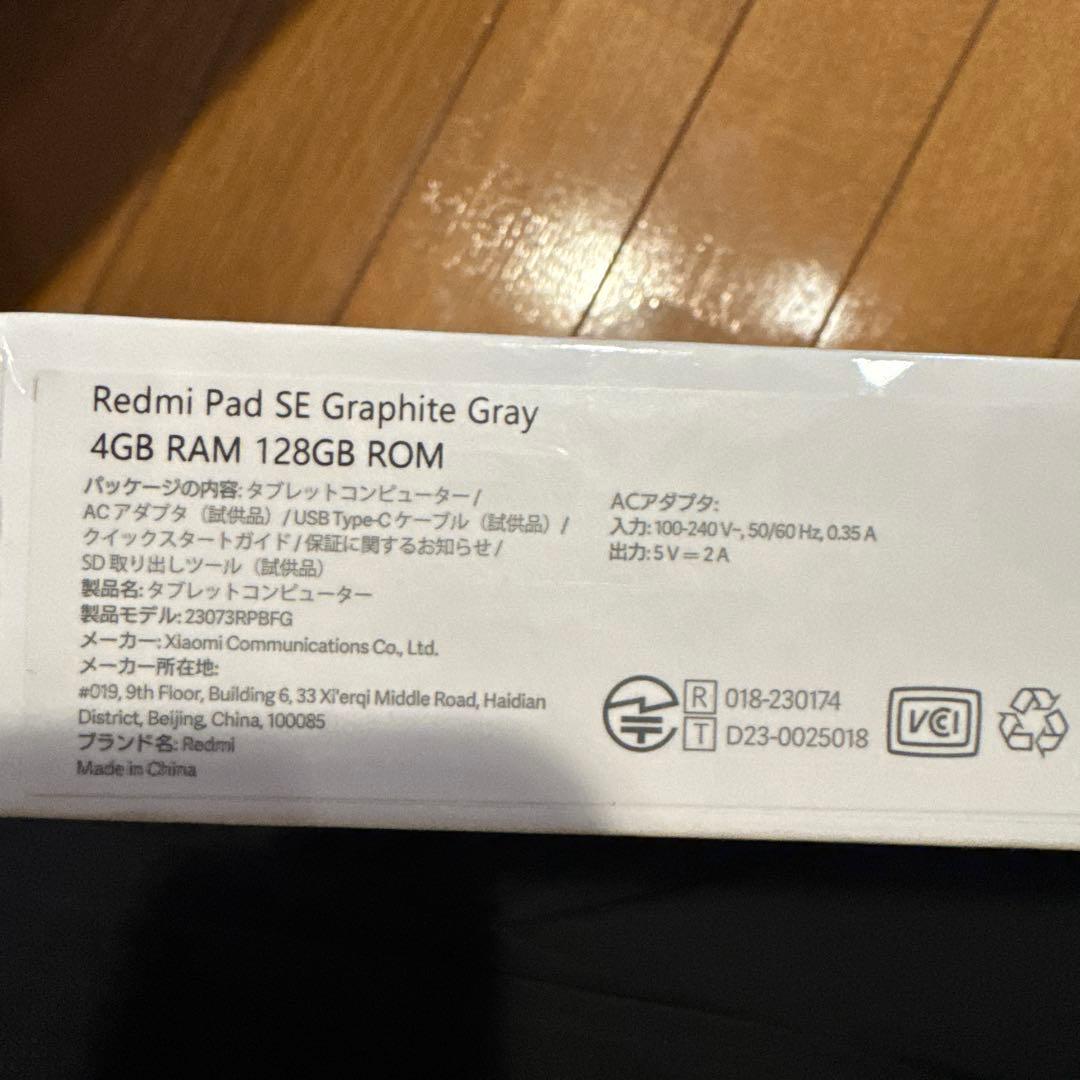 Redmi Pad SE Graphite Gray
4GB RAM 128GB ROM
パッケージの内容: タブレットコンピューター /
AC アダプタ（試供品）/ USB Type-C ケーブル（試供品）/
クイックスタートガイド / 保証に関するお知らせ /
SD 取り出しツール（試供品）
製品名: タブレットコンピューター
製品モデル: 23073RPBFG
メーカー: Xiaomi Communications Co., Ltd.
メーカー所在地:
#019, 9th Floor, Building 6, 33 Xi'erqi Middle Road, Haidian
District, Beijing, China, 100085
ブランド名: Redmi
Made in China
ACアダプタ:
入力: 100-240 V~, 50/60 Hz, 0.35 A
出力: 5 V ⎓ 2 A
R 018-230174
T D23-0025018
VCCI